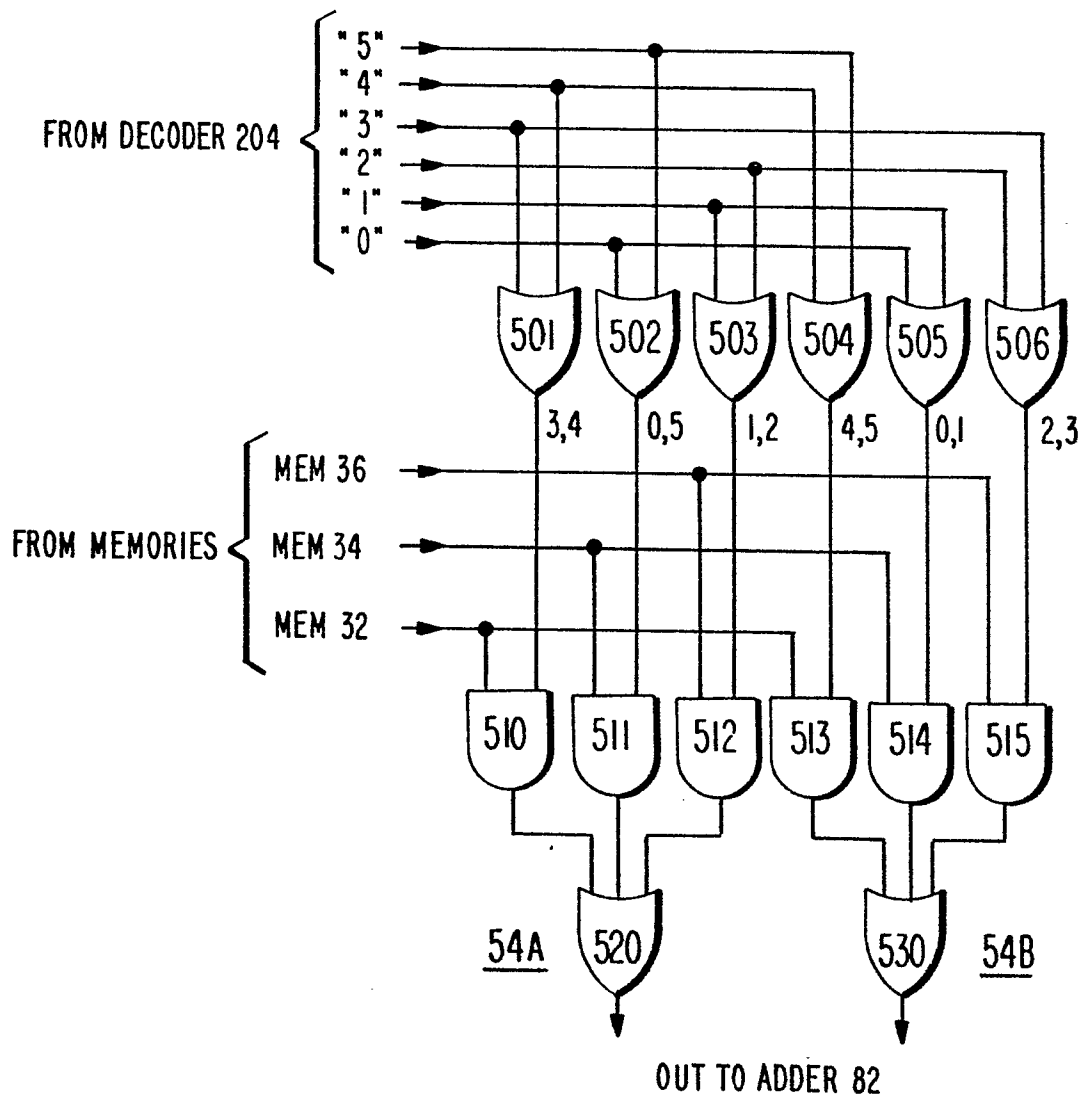 "5"
"4"
FROM DECODER 204
"3"
"2"
"1"
"0"
501 502 503 504 505 506
3,4 0,5 1,2 4,5 0,1 2,3
MEM 36
FROM MEMORIES
MEM 34
MEM 32
510 511 512 513 514 515
54A 520 530 54B
OUT TO ADDER 82